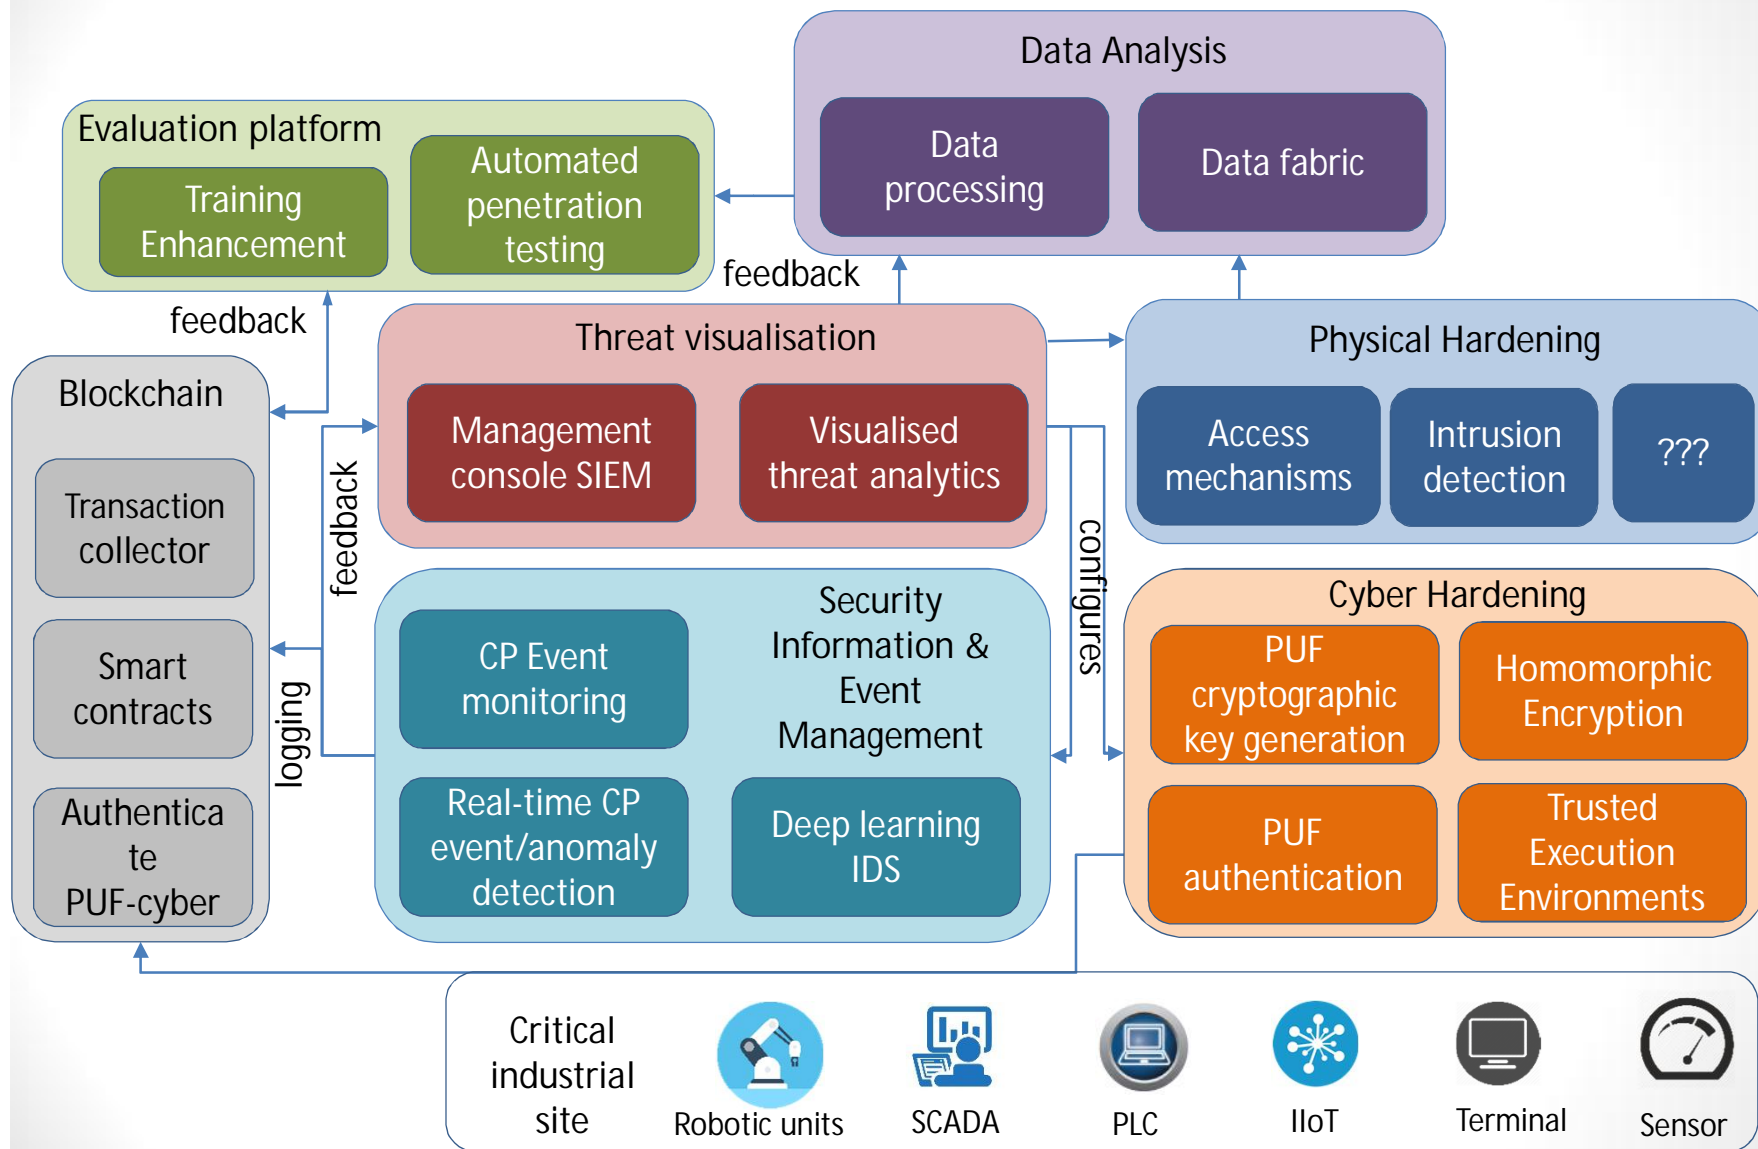 Data Analysis
Data
processing
Data fabric
Evaluation platform
Training
Enhancement
Automated
penetration
testing
feedback
feedback
Threat visualisation
Management
console SIEM
Visualised
threat analytics
Physical Hardening
Access
mechanisms
Intrusion
detection
???
Blockchain
Transaction
collector
Smart
contracts
Authentica
te
PUF-cyber
feedback
logging
configures
Security
Information &
Event
Management
CP Event
monitoring
Real-time CP
event/anomaly
detection
Deep learning
IDS
Cyber Hardening
PUF
cryptographic
key generation
Homomorphic
Encryption
PUF
authentication
Trusted
Execution
Environments
Critical
industrial
site
Robotic units
SCADA
PLC
IIoT
Terminal
Sensor